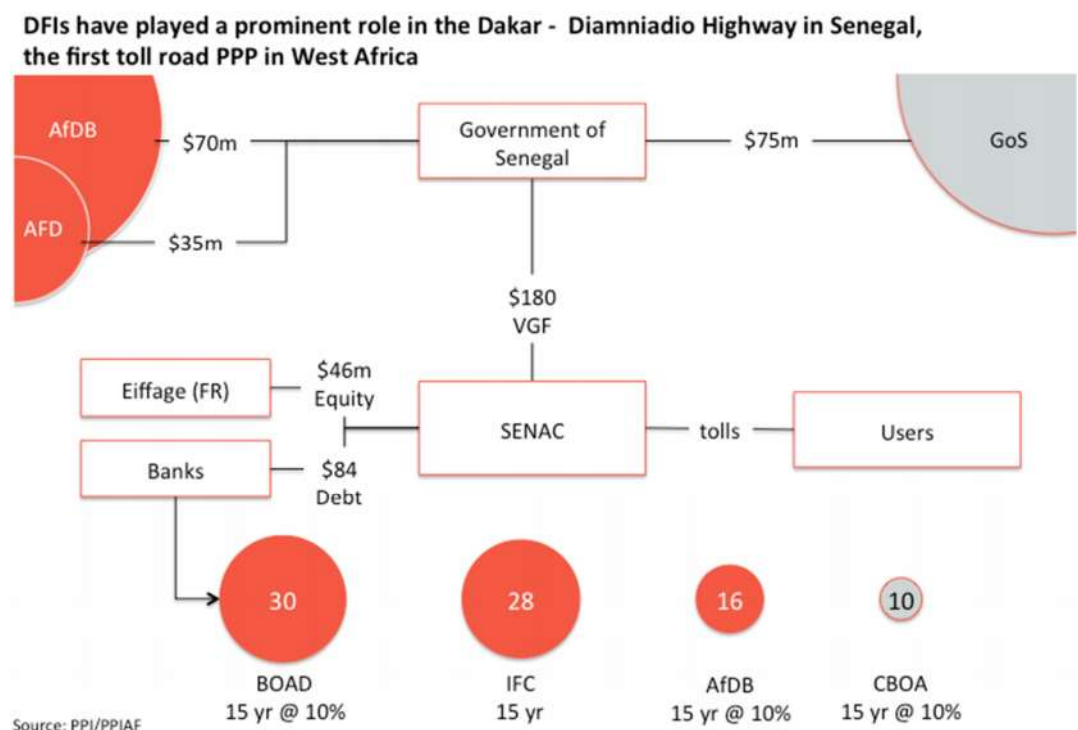 DFIs have played a prominent role in the Dakar - Diamniadio Highway in Senegal,
the first toll road PPP in West Africa
AfDB
$70m
Government of
Senegal
$75m
GoS
AFD
$35m
$180
VGF
Eiffage (FR)
$46m
Equity
SENAC
tolls
Users
Banks
$84
Debt
30
28
16
10
BOAD
15 yr @ 10%
IFC
15 yr
AfDB
15 yr @ 10%
CBOA
15 yr @ 10%
Source: PPI/PPIAF